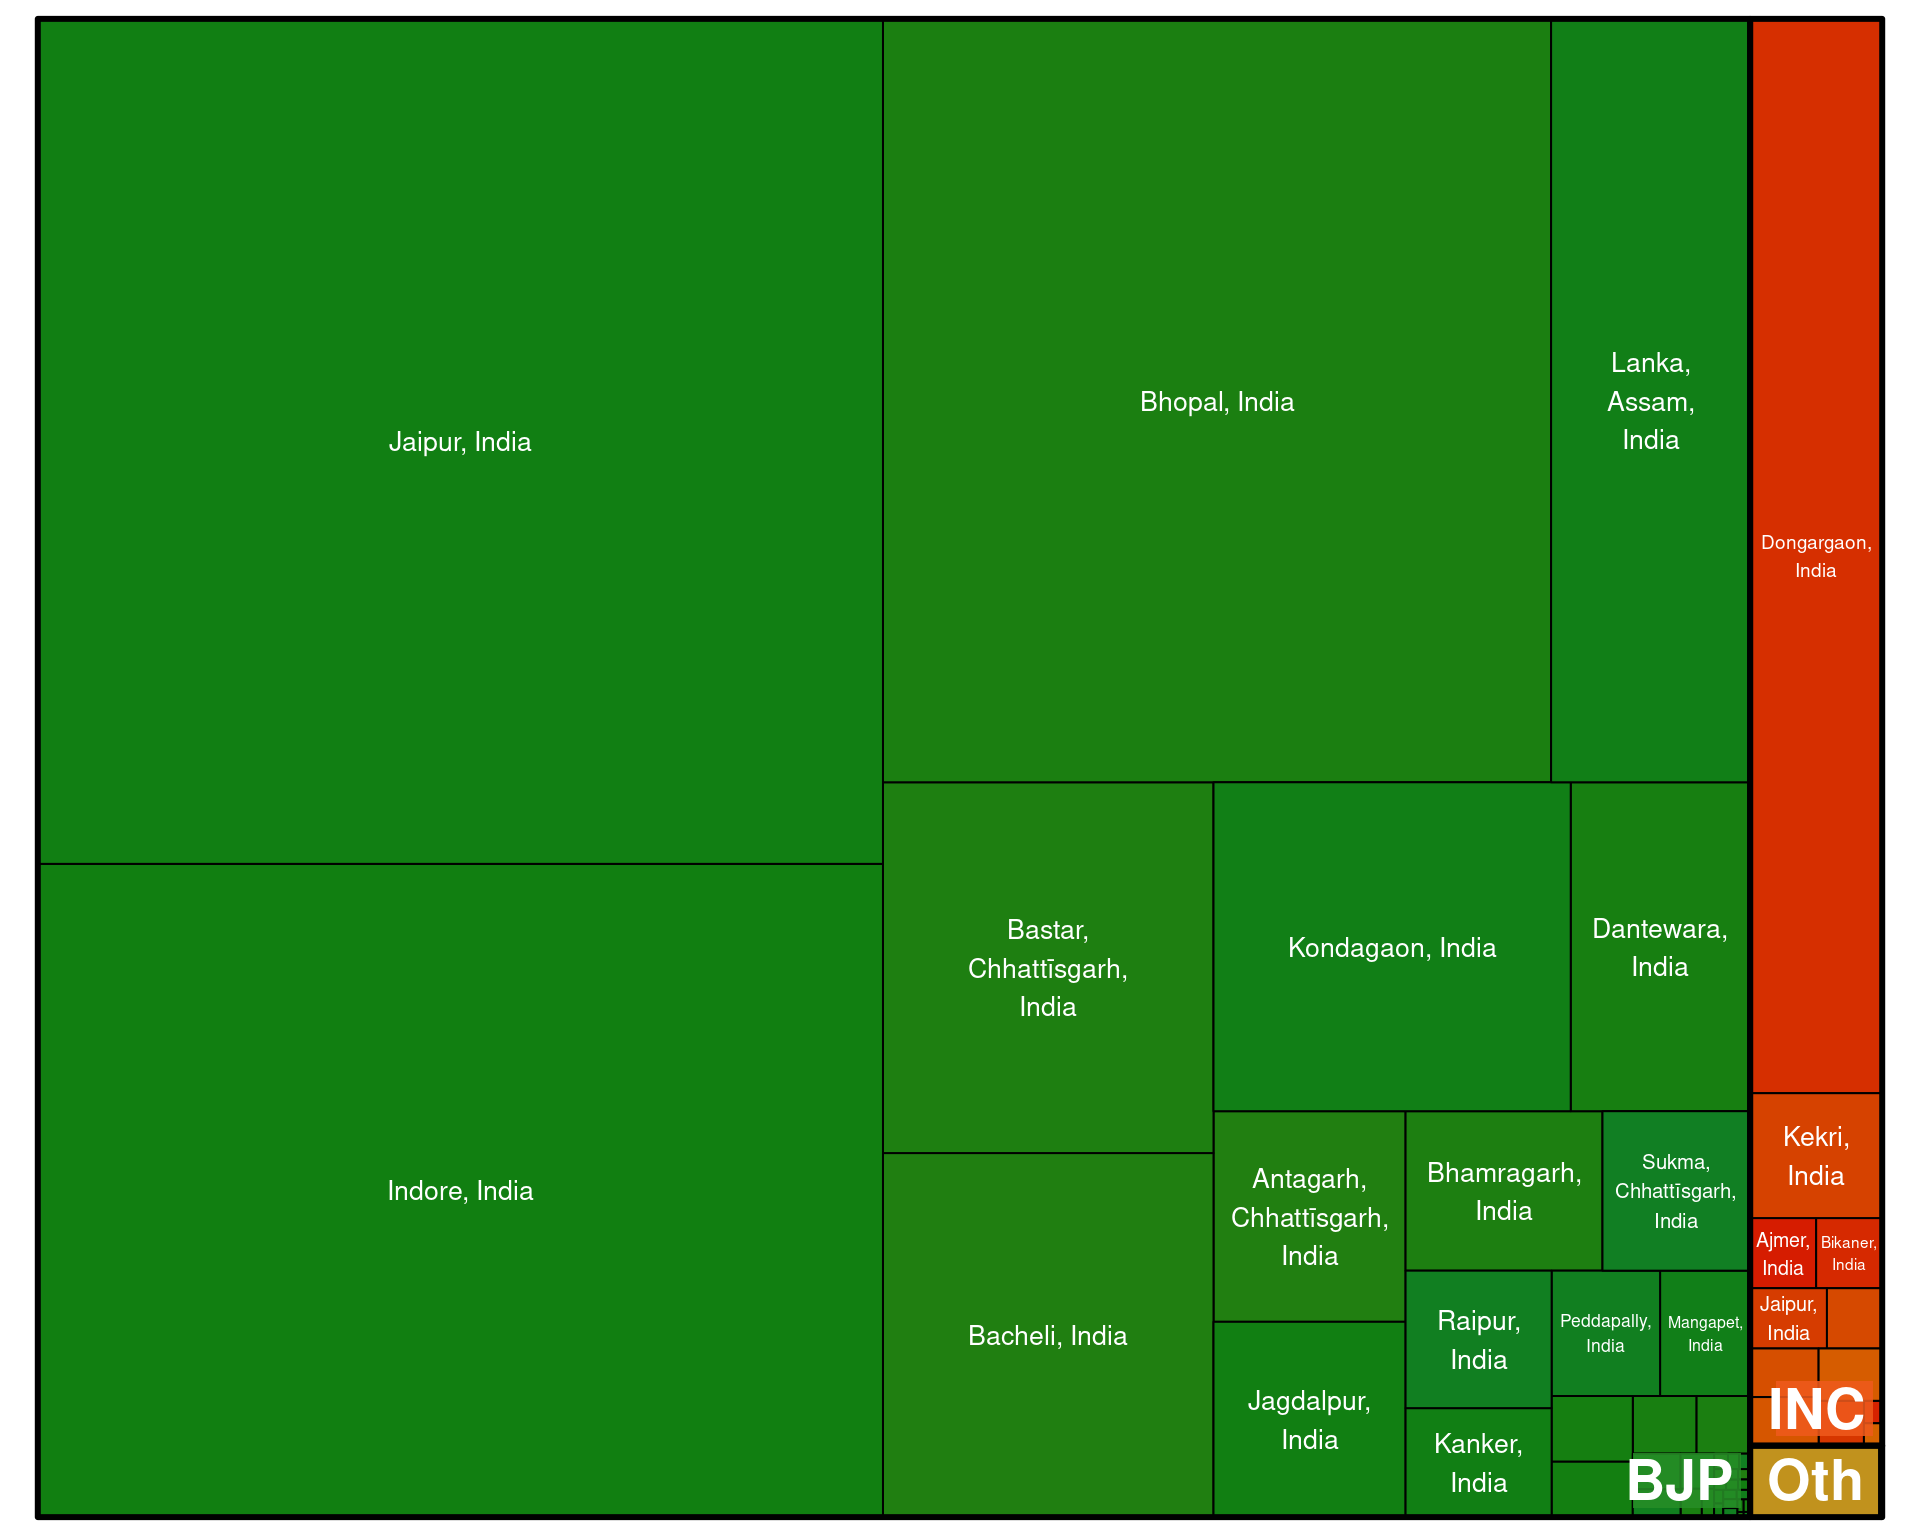 Jaipur, India
Indore, India
Bhopal, India
Lanka,
Assam,
India
Bastar,
Chhattīsgarh,
India
Bacheli, India
Kondagaon, India
Dantewara,
India
Antagarh,
Chhattīsgarh,
India
Jagdalpur,
India
Bhamragarh,
India
Sukma,
Chhattīsgarh,
India
Raipur,
India
Kanker,
India
Peddapally,
India
Mangapet,
India
BJP
Dongargaon,
India
Kekri,
India
Ajmer,
India
Bikaner,
India
Jaipur,
India
INC
Oth